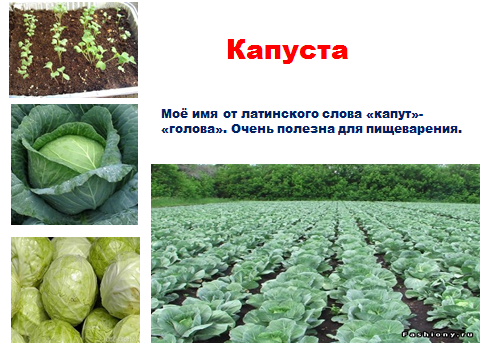 Капуста
Моё имя от латинского слова «капут»-
«голова». Очень полезна для пищеварения.
Fashiony.ru